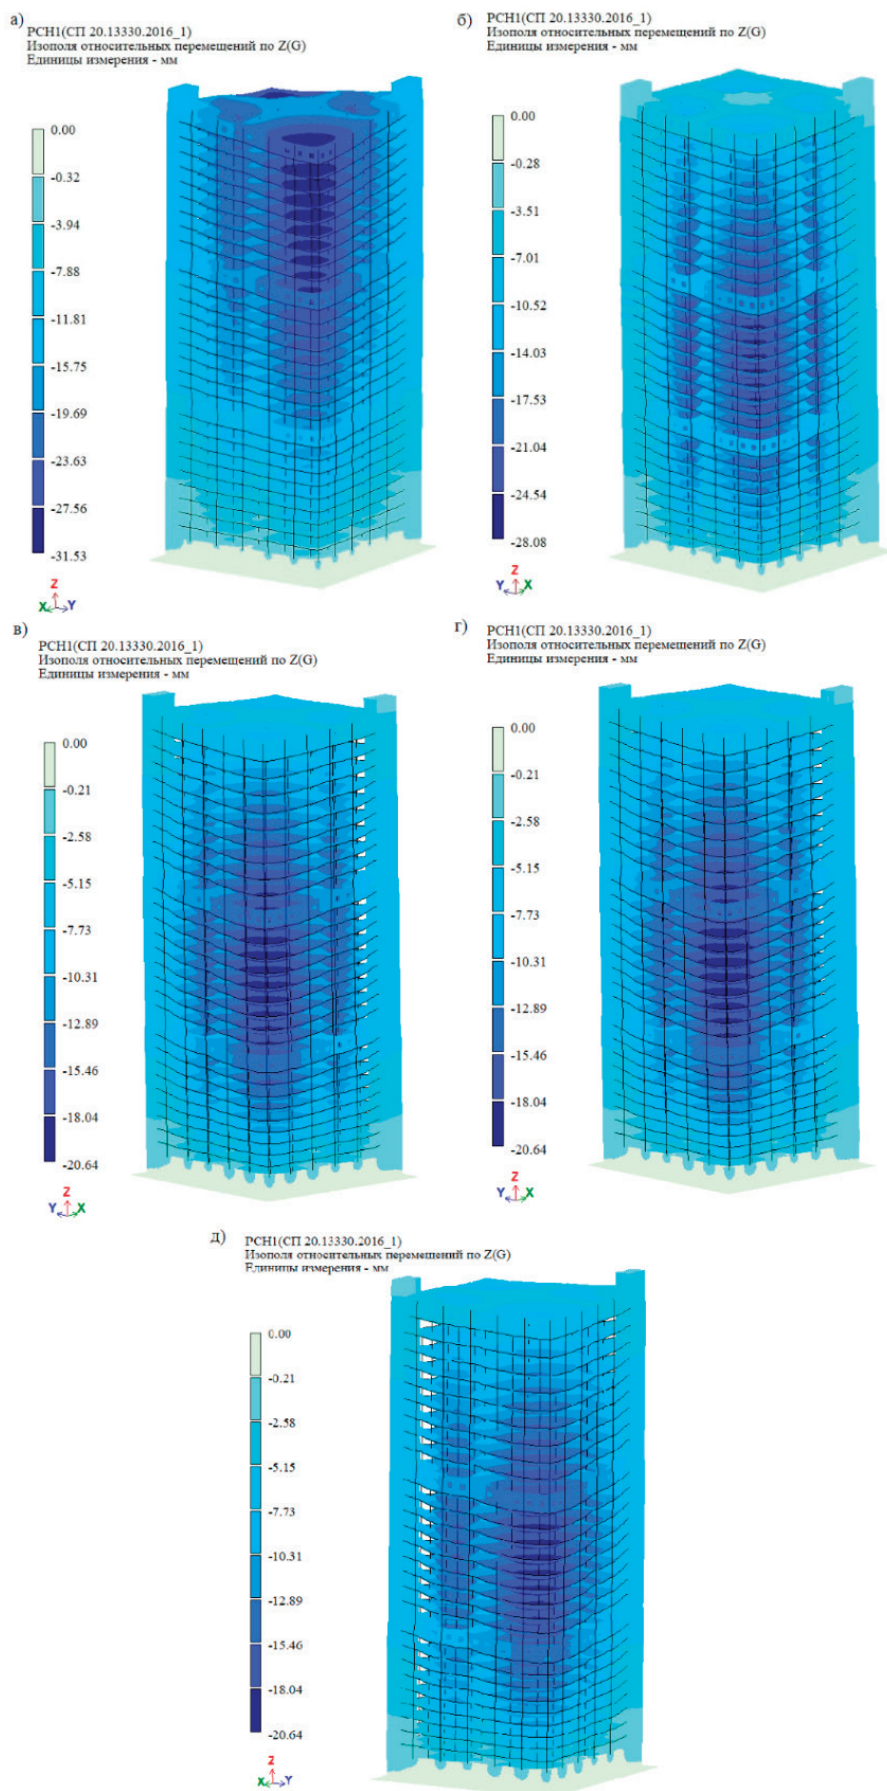 а)
РСН1(СП 20.13330.2016_1)
Изополя относительных перемещений по Z(G)
Единицы измерения - мм
0.00
-0.32
-3.94
-7.88
-11.81
-15.75
-19.69
-23.63
-27.56
-31.53
Z
X
Y
б)
РСН1(СП 20.13330.2016_1)
Изополя относительных перемещений по Z(G)
Единицы измерения - мм
0.00
-0.28
-3.51
-7.01
-10.52
-14.03
-17.53
-21.04
-24.54
-28.08
Z
Y
X
в)
РСН1(СП 20.13330.2016_1)
Изополя относительных перемещений по Z(G)
Единицы измерения - мм
0.00
-0.21
-2.58
-5.15
-7.73
-10.31
-12.89
-15.46
-18.04
-20.64
Z
Y
X
г)
РСН1(СП 20.13330.2016_1)
Изополя относительных перемещений по Z(G)
Единицы измерения - мм
0.00
-0.21
-2.58
-5.15
-7.73
-10.31
-12.89
-15.46
-18.04
-20.64
Z
Y
X
д)
РСН1(СП 20.13330.2016_1)
Изополя относительных перемещений по Z(G)
Единицы измерения - мм
0.00
-0.21
-2.58
-5.15
-7.73
-10.31
-12.89
-15.46
-18.04
-20.64
Z
X
Y